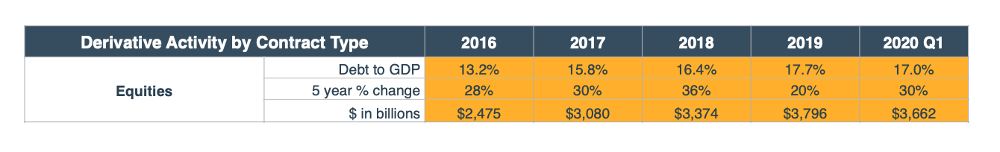 Derivative Activity by Contract Type 2016 2017 2018 2019 2020 Q1
Debt to GDP 13.2% 15.8% 16.4% 17.7% 17.0%
Equities 5 year % change 28% 30% 36% 20% 30%
$ in billions $2,475 $3,080 $3,374 $3,796 $3,662